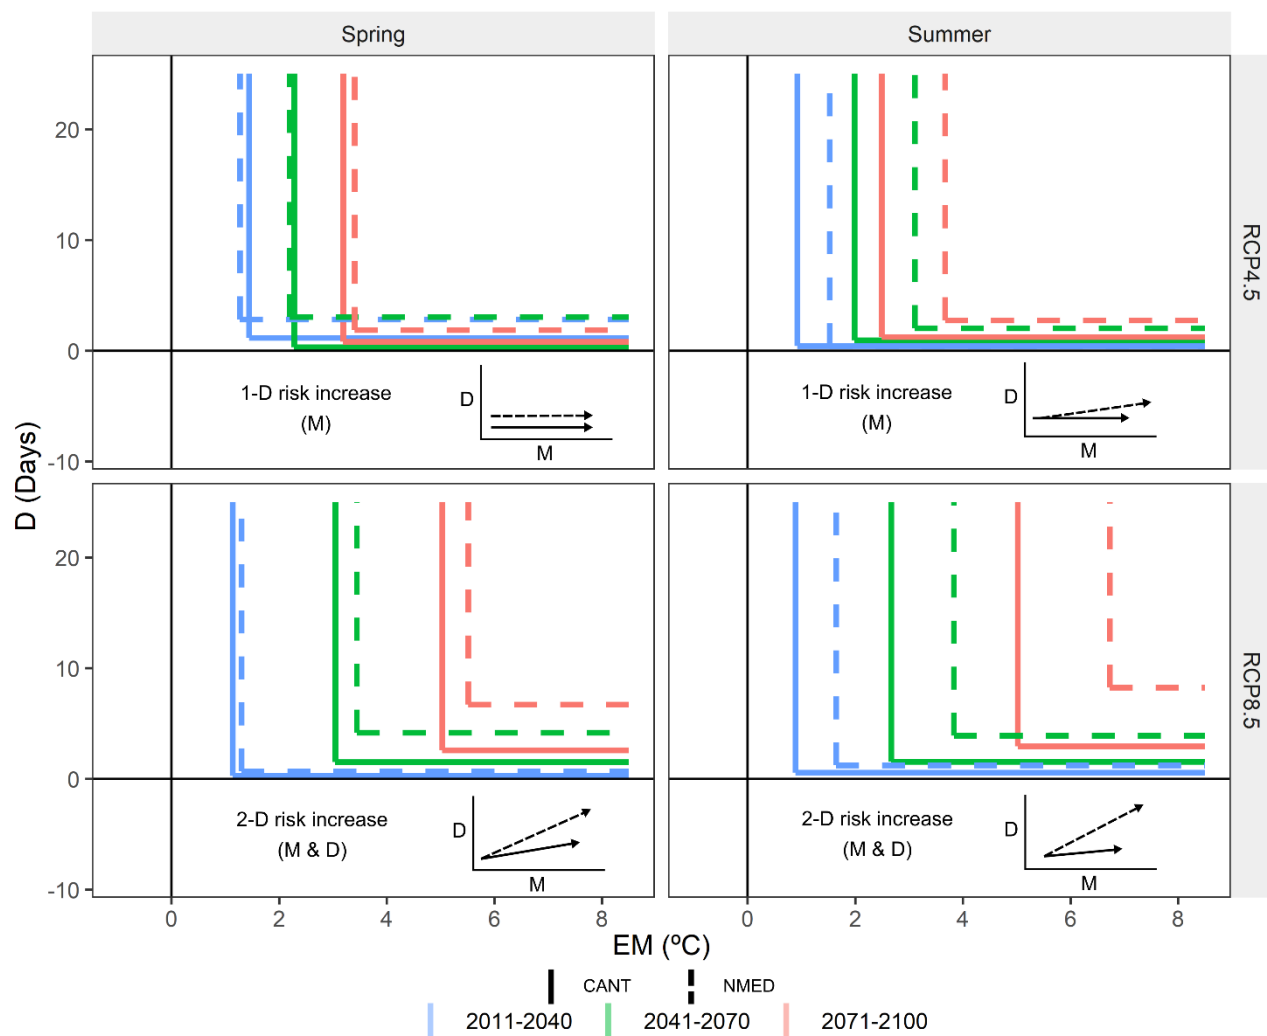 Spring
Summer
20
10
0
-10
1-D risk increase
(M)
D
M
1-D risk increase
(M)
D
M
RCP4.5
D (Days)
20
10
0
-10
2-D risk increase
(M & D)
D
M
2-D risk increase
(M & D)
D
M
RCP8.5
0 2 4 6 8
0 2 4 6 8
EM (ºC)
CANT NMED
2011-2040 2041-2070 2071-2100